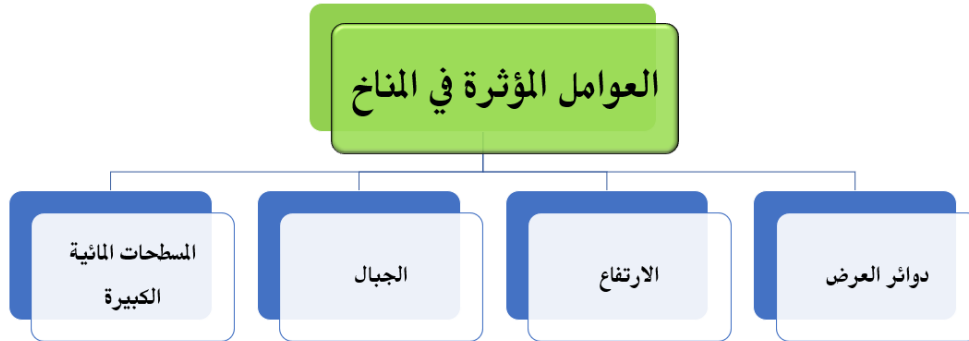 العوامل المؤثرة في المناخ
دوائر العرض
الارتفاع
الجبال
المسطحات المائية
الكبيرة